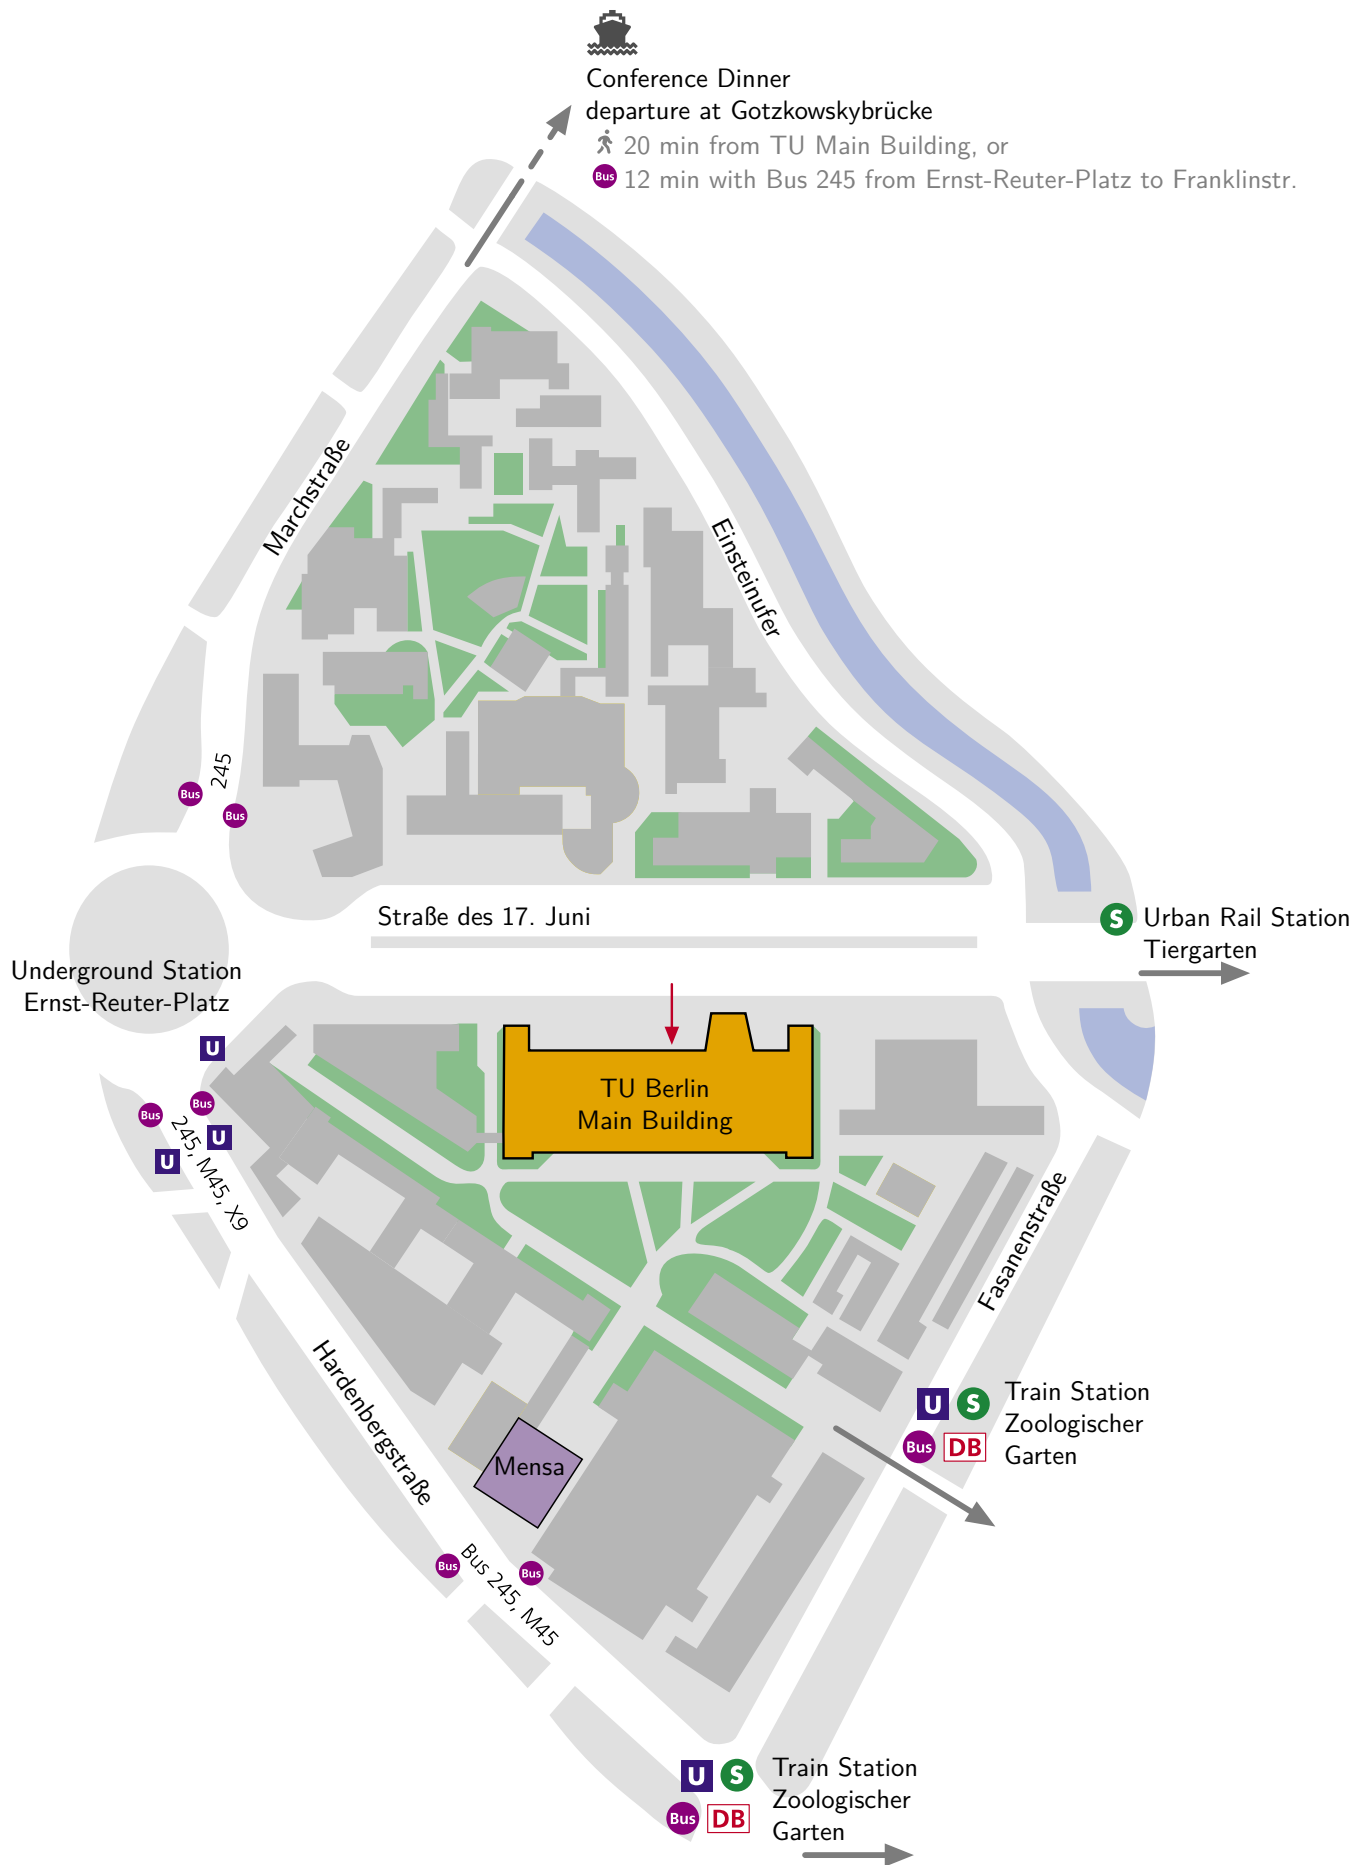 Conference Dinner
departure at Gotzkowskybrücke
20 min from TU Main Building, or
Bus 12 min with Bus 245 from Ernst-Reuter-Platz to Franklinstr.
Marchstraße
Einsteinufer
245
Bus
Bus
Straße des 17. Juni
S Urban Rail Station
Tiergarten
Underground Station
Ernst-Reuter-Platz
U
TU Berlin
Main Building
Bus
Bus
245, M45, X9
U
U
Fasanenstraße
Hardenbergstraße
U S Train Station
Zoologischer
Bus DB Garten
Mensa
Bus
Bus 245, M45
Bus
U S Train Station
Zoologischer
Bus DB Garten